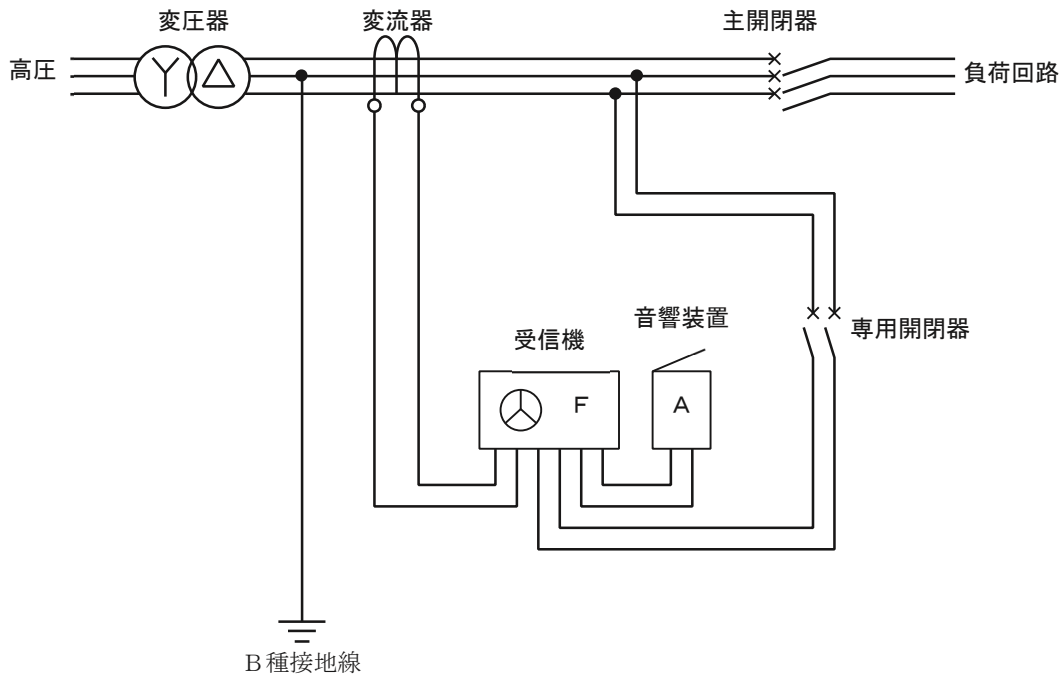 変圧器
変流器
主開閉器
高圧
負荷回路
音響装置
専用開閉器
受信機
F
A
B種接地線